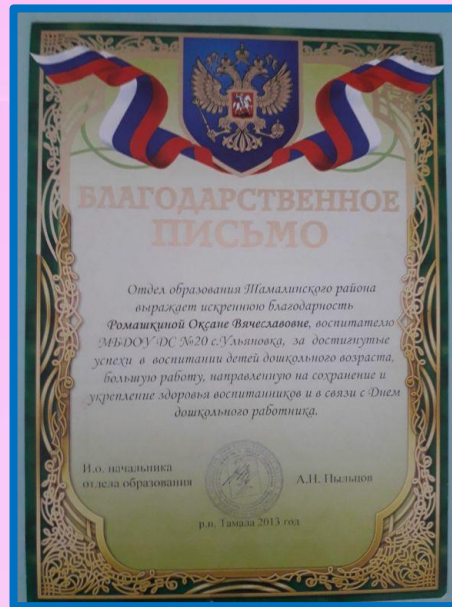 БЛАГОДАРСТВЕННОЕ
ПИСЬМО
Отдел образования Тамалинского района
выражает искреннюю благодарность
Ромашкиной Оксане Вячеславовне, воспитателю
МБДОУ ДС №20 с.Ульяновка, за достигнутые
успехи в воспитании детей дошкольного возраста,
большую работу, направленную на сохранение и
укрепление здоровья воспитанников и в связи с Днем
дошкольного работника.
И.о. начальника
отдела образования
А.Н. Пыльцов
р.п. Тамала 2013 год